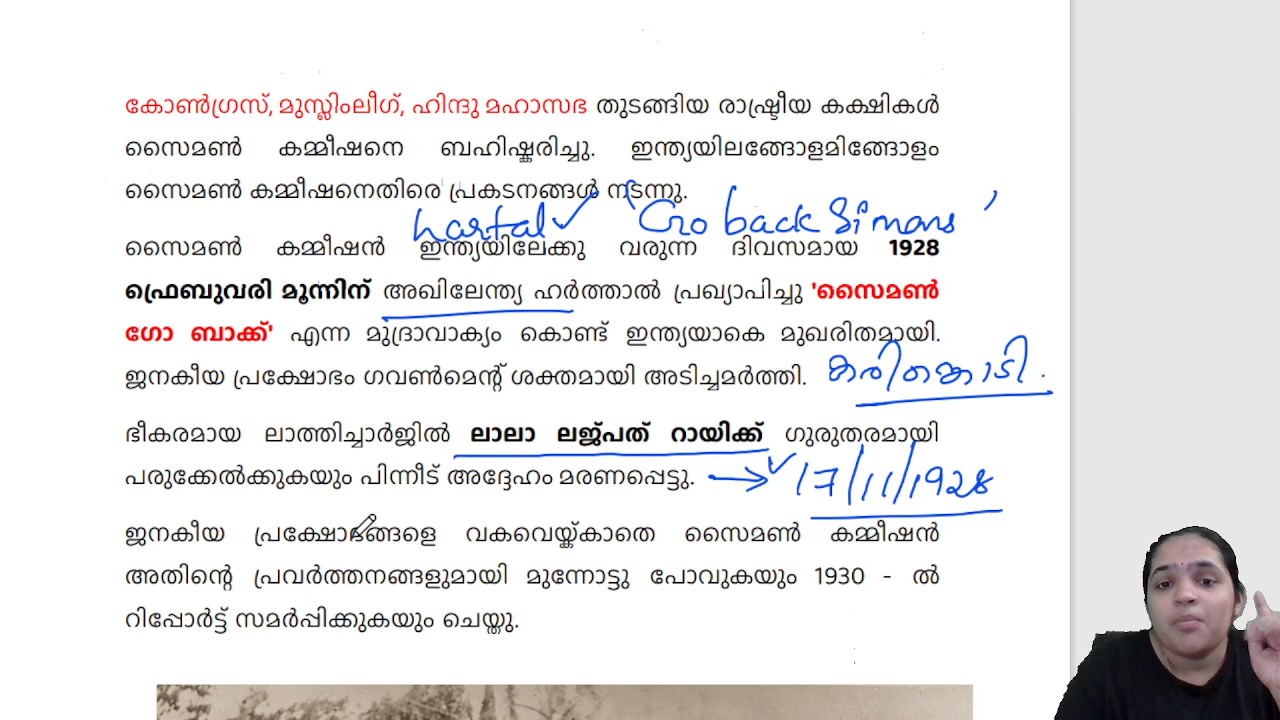 കോൺഗ്രസ്, മുസ്ലിംലീഗ്, ഹിന്ദു മഹാസഭ തുടങ്ങിയ രാഷ്ട്രീയ കക്ഷികൾ
സൈമൺ കമ്മീഷനെ ബഹിഷ്കരിച്ചു. ഇന്ത്യയിലങ്ങോളമിങ്ങോളം
സൈമൺ കമ്മീഷനെതിരെ പ്രകടനങ്ങൾ നടന്നു.
hartal ✓ 'Go back Simons'
സൈമൺ കമ്മീഷൻ ഇന്ത്യയിലേക്കു വരുന്ന ദിവസമായ 1928
ഫ്രെബുവരി മൂന്നിന് അഖിലേന്ത്യ ഹർത്താൽ പ്രഖ്യാപിച്ചു 'സൈമൺ
ഗോ ബാക്ക്' എന്ന മുദ്രാവാക്യം കൊണ്ട് ഇന്ത്യയാകെ മുഖരിതമായി.
ജനകീയ പ്രക്ഷോഭം ഗവൺമെന്റ് ശക്തമായി അടിച്ചമർത്തി. കരിങ്കൊടി.
ഭീകരമായ ലാത്തിച്ചാർജിൽ ലാലാ ലജ്പത് റായിക്ക് ഗുരുതരമായി
പരുക്കേൽക്കുകയും പിന്നീട് അദ്ദേഹം മരണപ്പെട്ടു. → ✓ 17/11/1928
ജനകീയ പ്രക്ഷോഭങ്ങളെ വകവെയ്ക്കാതെ സൈമൺ കമ്മീഷൻ
അതിന്റെ പ്രവർത്തനങ്ങളുമായി മുന്നോട്ടു പോവുകയും 1930 - ൽ
റിപ്പോർട്ട് സമർപ്പിക്കുകയും ചെയ്തു.